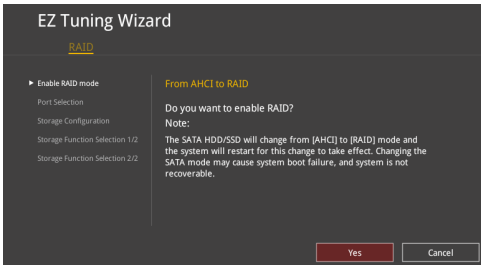 EZ Tuning Wizard
RAID
Enable RAID mode
Port Selection
Storage Configuration
Storage Function Selection 1/2
Storage Function Selection 2/2
From AHCI to RAID
Do you want to enable RAID?
Note:
The SATA HDD/SSD will change from [AHCI] to [RAID] mode and
the system will restart for this change to take effect. Changing the
SATA mode may cause system boot failure, and system is not
recoverable.
Yes
Cancel